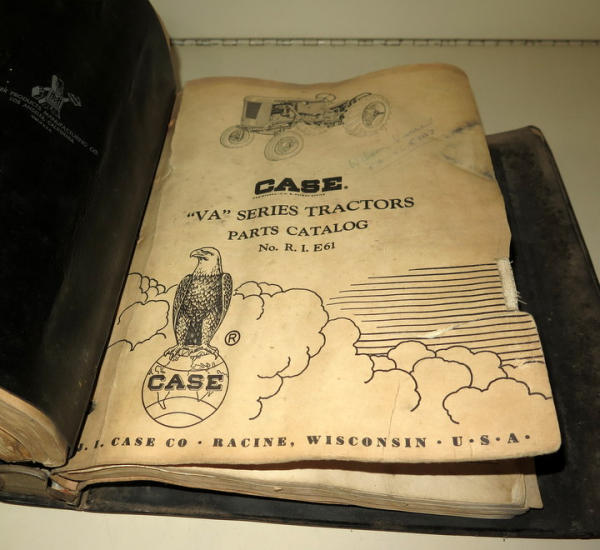 CASE®
"VA" SERIES TRACTORS
PARTS CATALOG
No. R. I. E61
®
CASE
J. I. CASE CO · RACINE, WISCONSIN · U · S · A ·